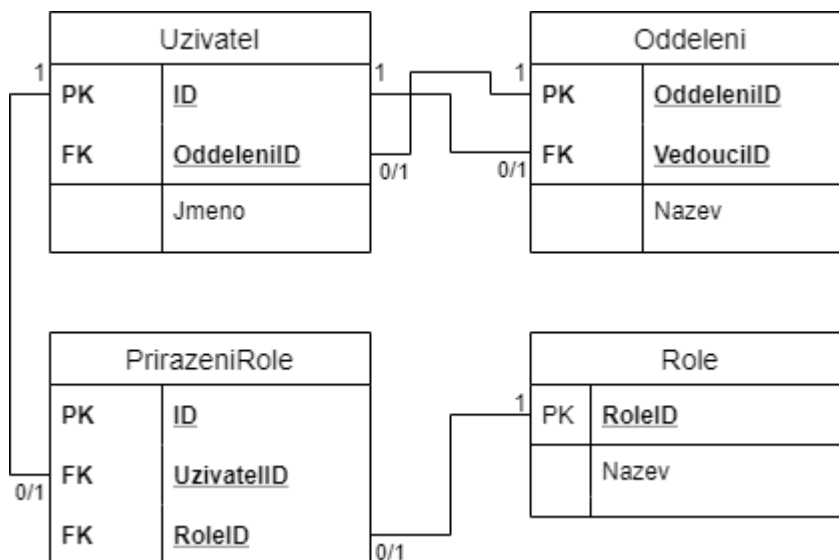 Uzivatel
1
PK ID
1
FK OddeleniID
0/1
Jmeno
Oddeleni
1
PK OddeleniID
0/1
FK VedouciID
Nazev
PrirazeniRole
PK ID
0/1
FK UzivatelID
FK RoleID
0/1
Role
1
PK RoleID
Nazev